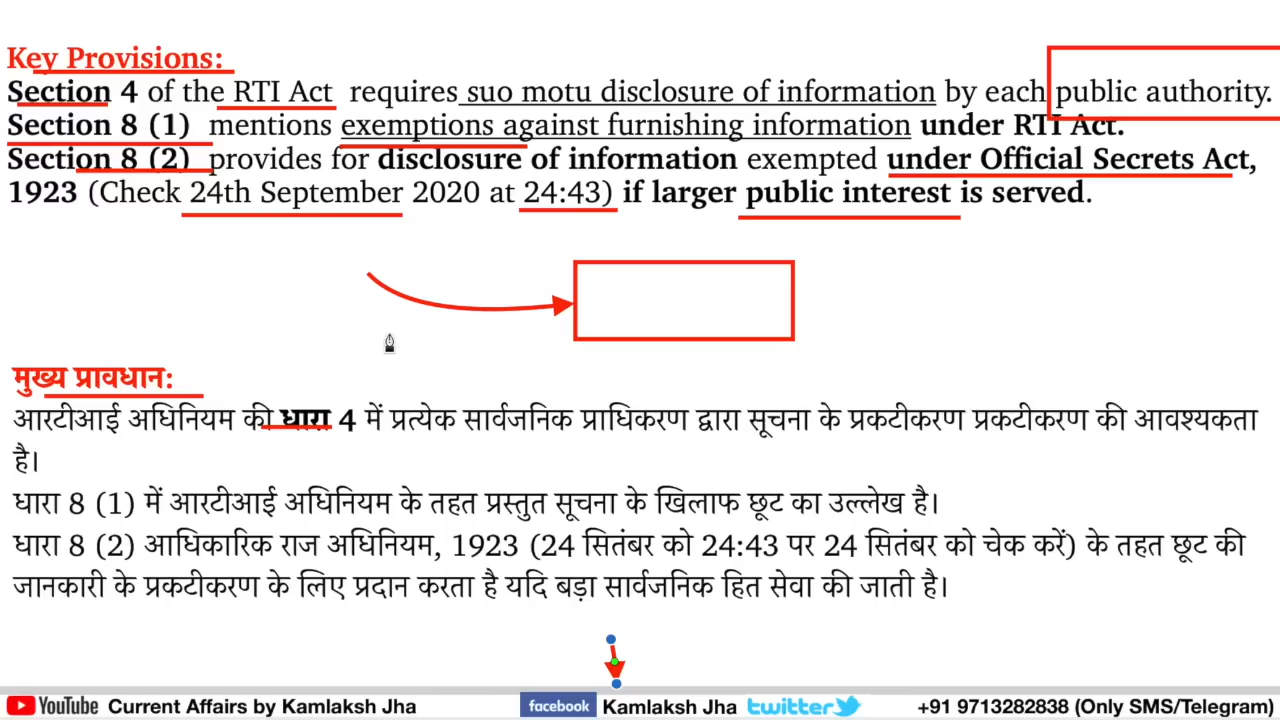 Key Provisions:
Section 4 of the RTI Act requires suo motu disclosure of information by each public authority.
Section 8 (1) mentions exemptions against furnishing information under RTI Act.
Section 8 (2) provides for disclosure of information exempted under Official Secrets Act,
1923 (Check 24th September 2020 at 24:43) if larger public interest is served.
मुख्य प्रावधान:
आरटीआई अधिनियम की धारा 4 में प्रत्येक सार्वजनिक प्राधिकरण द्वारा सूचना के प्रकटीकरण प्रकटीकरण की आवश्यकता
है।
धारा 8 (1) में आरटीआई अधिनियम के तहत प्रस्तुत सूचना के खिलाफ छूट का उल्लेख है।
धारा 8 (2) आधिकारिक राज अधिनियम, 1923 (24 सितंबर को 24:43 पर 24 सितंबर को चेक करें) के तहत छूट की
जानकारी के प्रकटीकरण के लिए प्रदान करता है यदि बड़ा सार्वजनिक हित सेवा की जाती है।
YouTube Current Affairs by Kamlaksh Jha facebook Kamlaksh Jha twitter +91 9713282838 (Only SMS/Telegram)